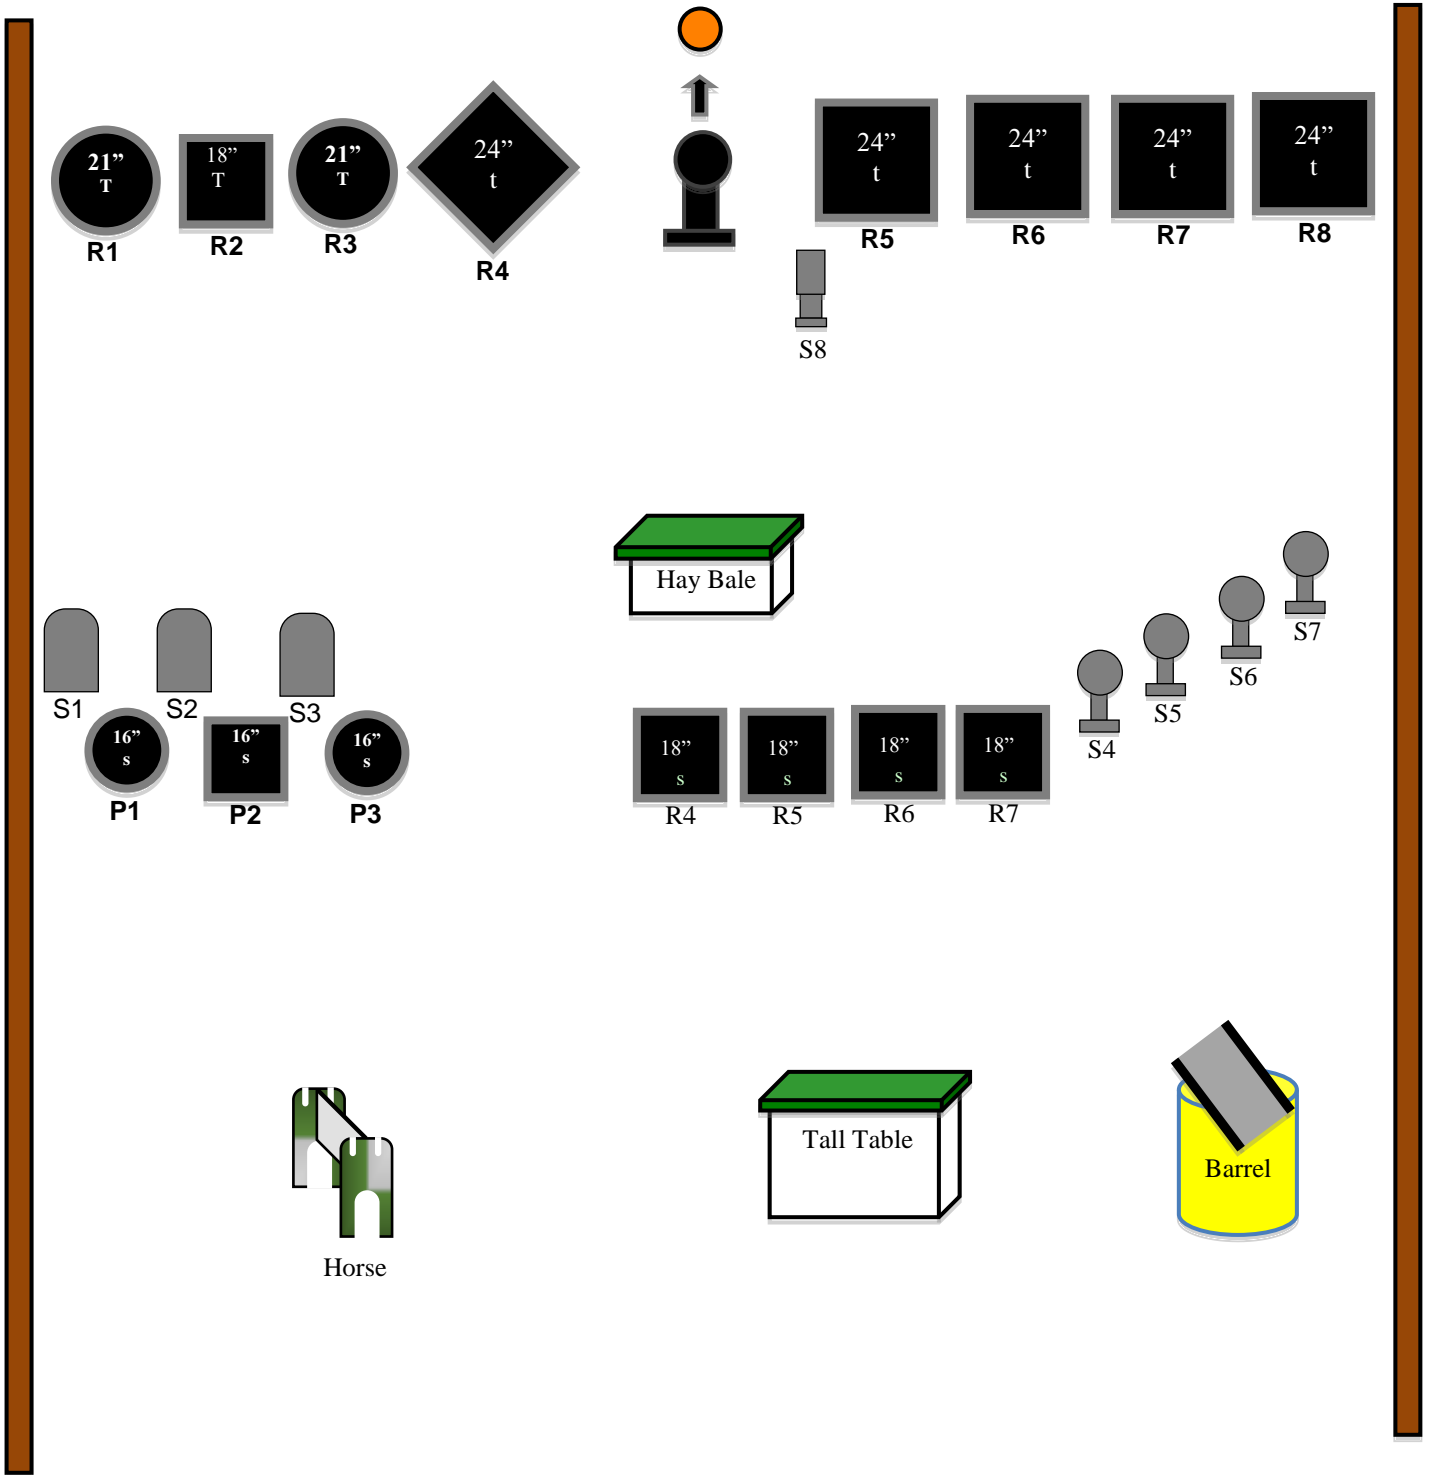 21”
T
R1
18”
T
R2
21”
T
R3
24”
t
R4
24”
t
R5
24”
t
R6
24”
t
R7
24”
t
R8
S8
Hay Bale
S1
S2
S3
S4
S5
S6
S7
16”
s
P1
16”
s
P2
16”
s
P3
18”
s
R4
18”
s
R5
18”
s
R6
18”
s
R7
Horse
Tall Table
Barrel